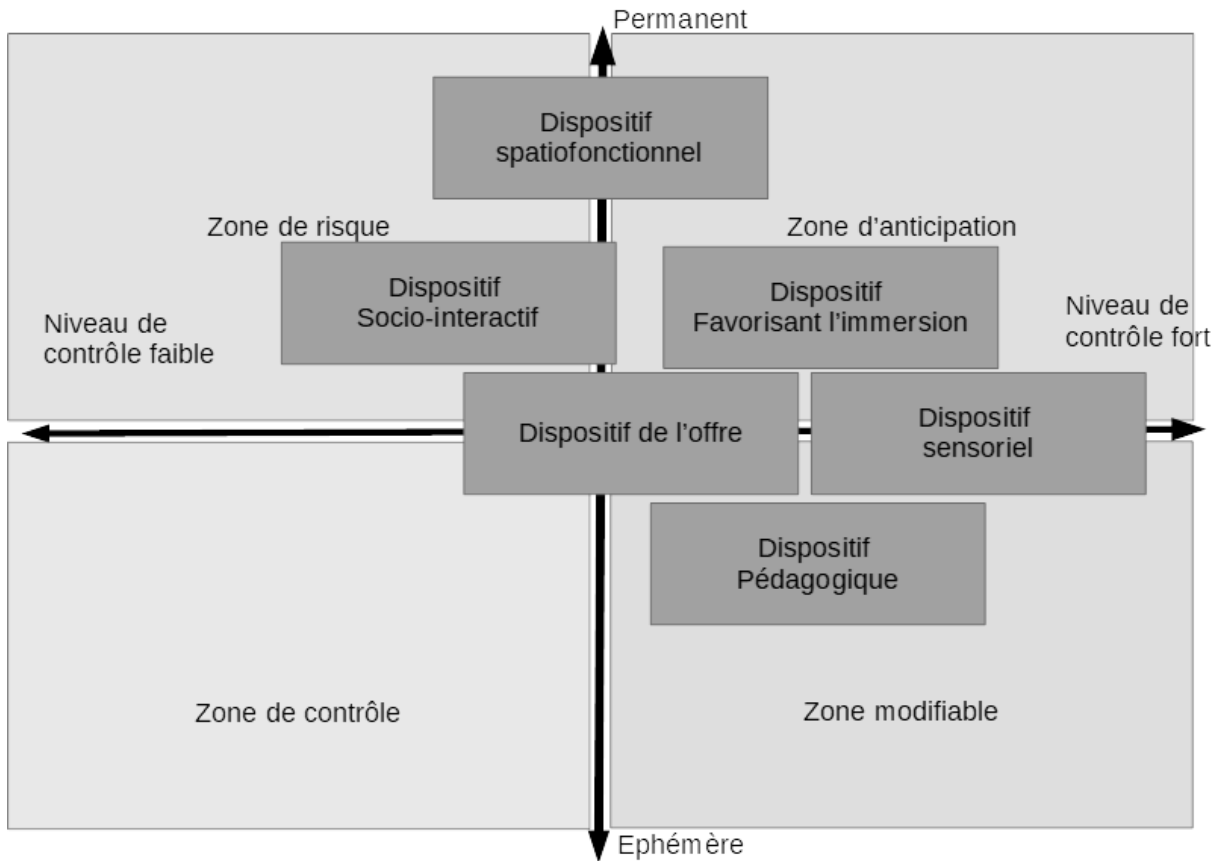 Permanent
Dispositif
spatiofonctionnel
Zone de risque
Zone d'anticipation
Dispositif
Socio-interactif
Dispositif
Favorisant l'immersion
Niveau de
contrôle faible
Niveau de
contrôle fort
Dispositif de l'offre
Dispositif
sensoriel
Dispositif
Pédagogique
Zone de contrôle
Zone modifiable
Ephémère